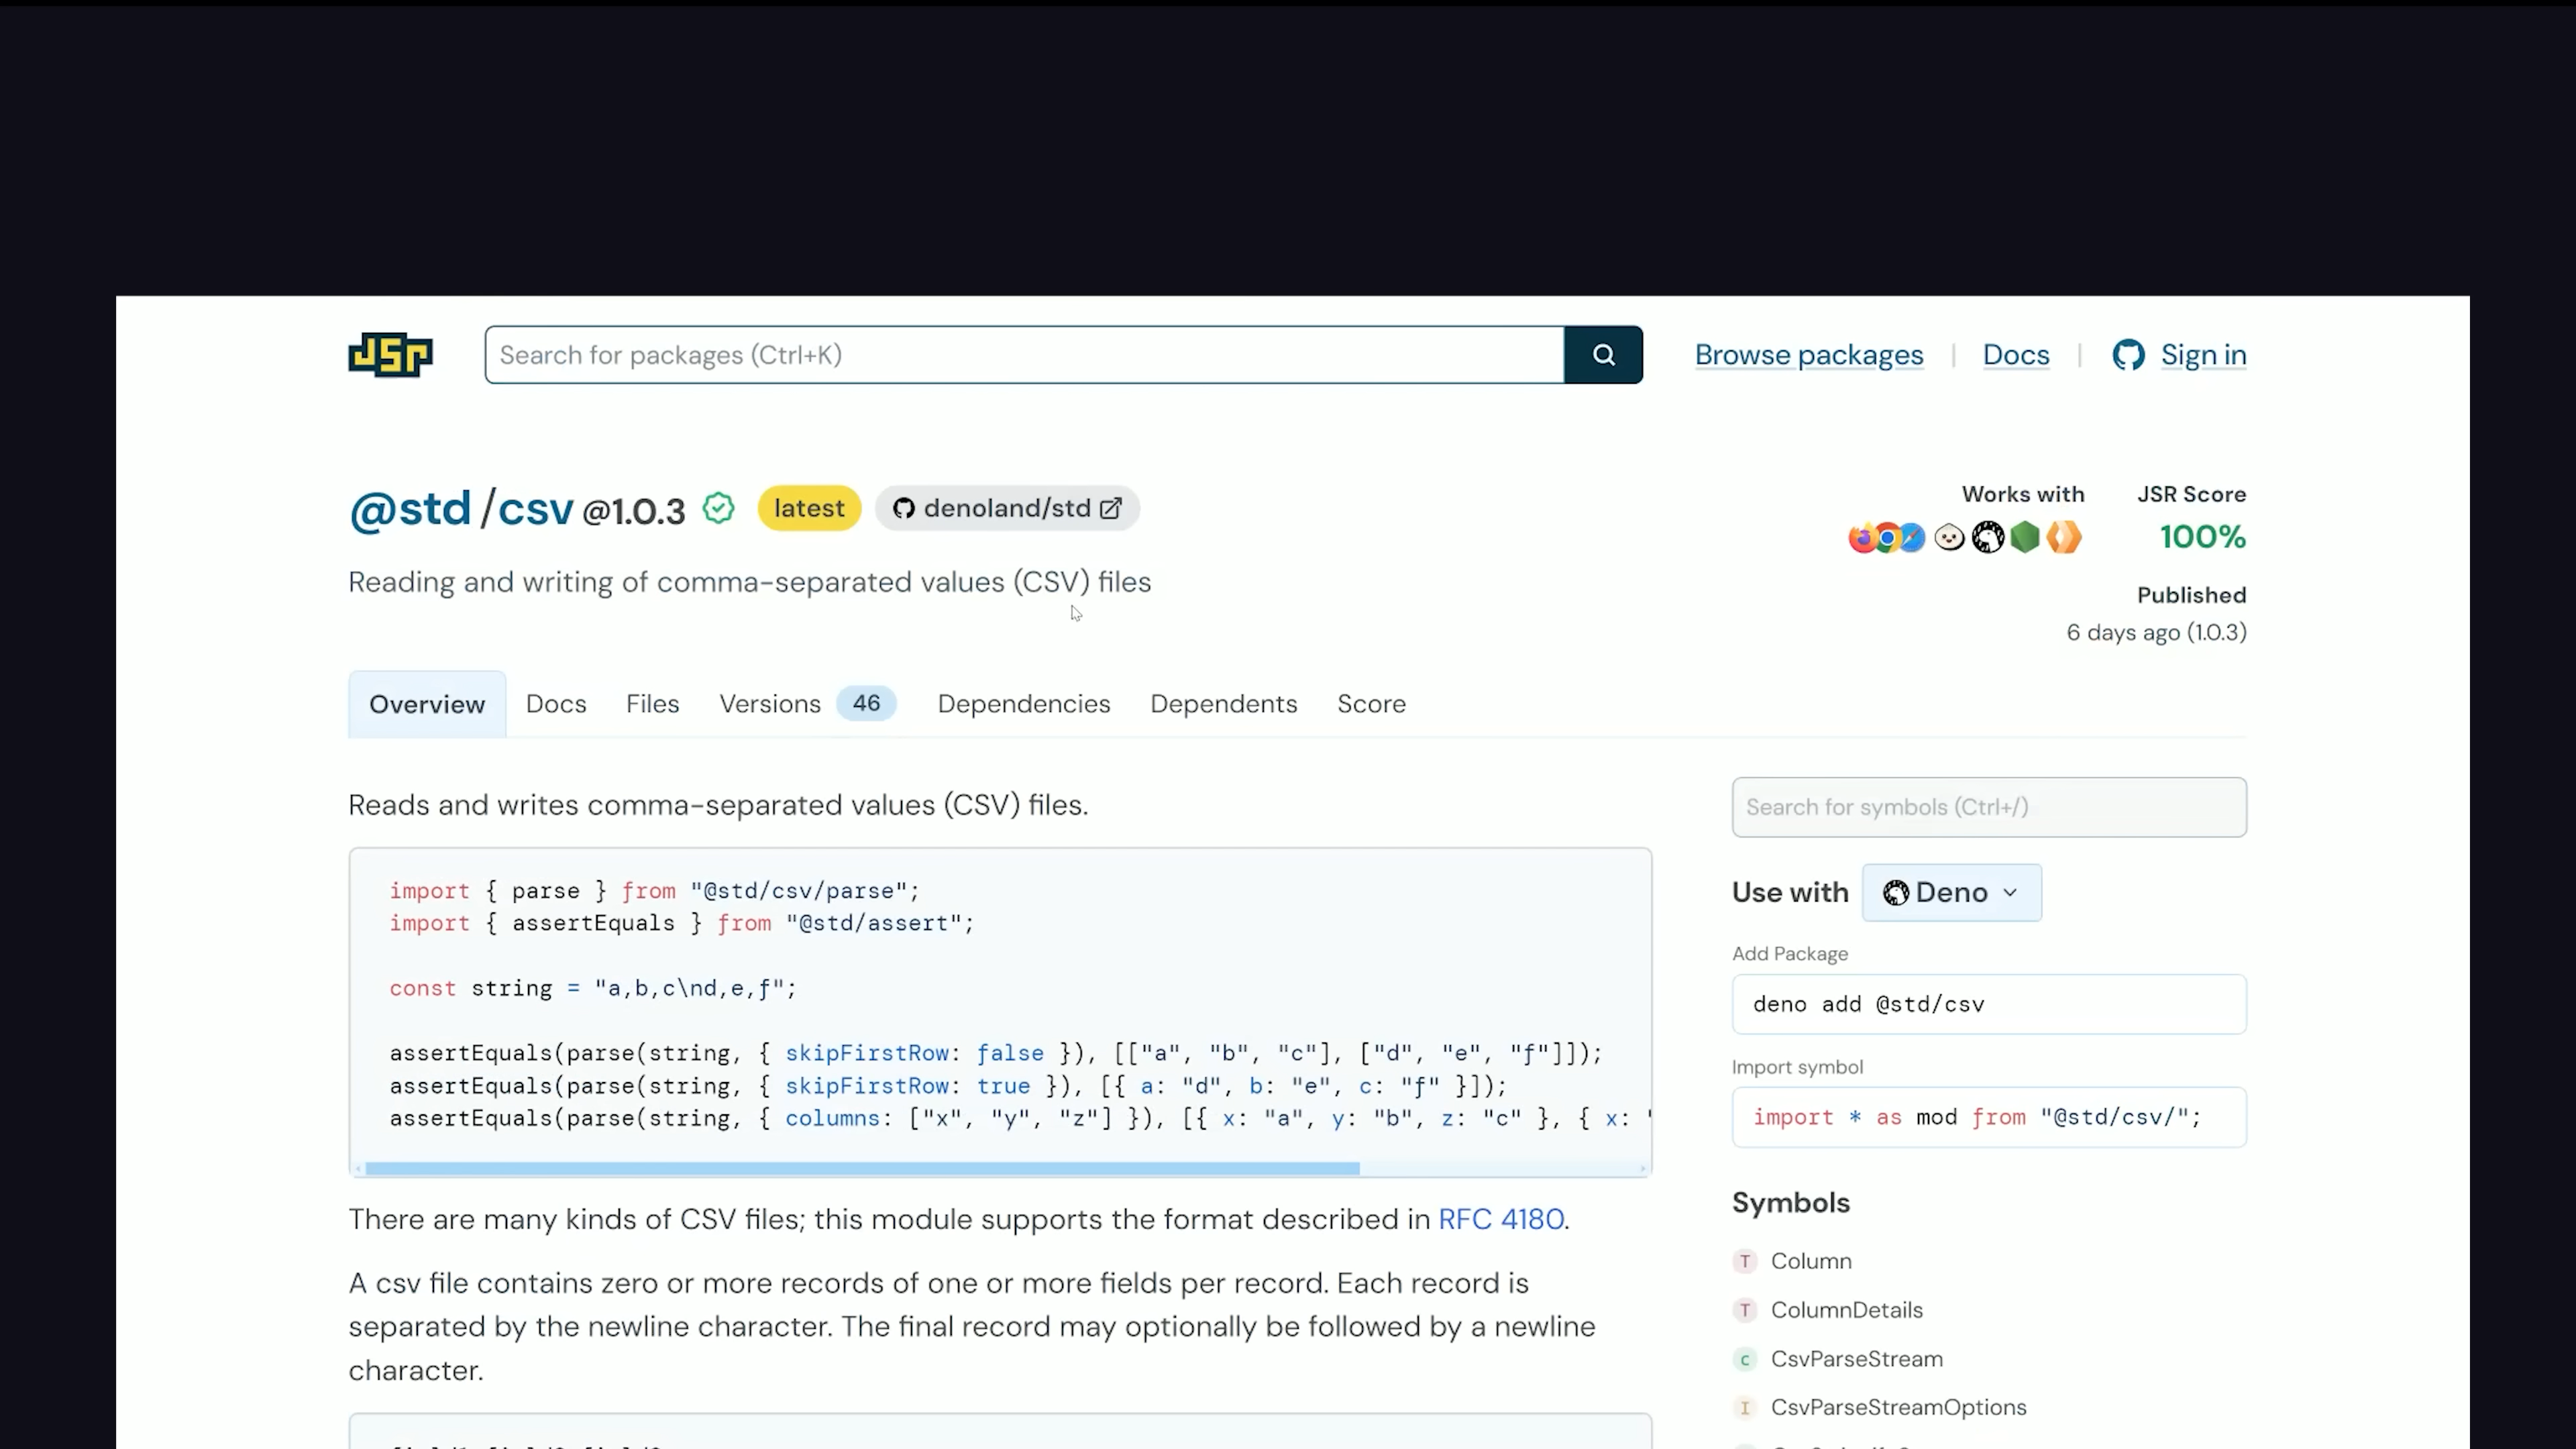 JSR
Search for packages (Ctrl+K)
Browse packages | Docs | Sign in
@std/csv@1.0.3
latest
denoland/std
Works with
JSR Score
100%
Reading and writing of comma-separated values (CSV) files
Published
6 days ago (1.0.3)
Overview Docs Files Versions 46 Dependencies Dependents Score
Reads and writes comma-separated values (CSV) files.
import { parse } from "@std/csv/parse";
import { assertEquals } from "@std/assert";
const string = "a,b,c\nd,e,f";
assertEquals(parse(string, { skipFirstRow: false }), [["a", "b", "c"], ["d", "e", "f"]]);
assertEquals(parse(string, { skipFirstRow: true }), [{ a: "d", b: "e", c: "f" }]);
assertEquals(parse(string, { columns: ["x", "y", "z"] }), [{ x: "a", y: "b", z: "c" }, { x: "
There are many kinds of CSV files; this module supports the format described in RFC 4180.
A csv file contains zero or more records of one or more fields per record. Each record is
separated by the newline character. The final record may optionally be followed by a newline
character.
Search for symbols (Ctrl+/)
Use with Deno
Add Package
deno add @std/csv
Import symbol
import * as mod from "@std/csv/";
Symbols
T Column
T ColumnDetails
c CsvParseStream
I CsvParseStreamOptions